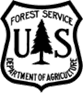 FOREST SERVICE
U S
DEPARTMENT OF AGRICULTURE